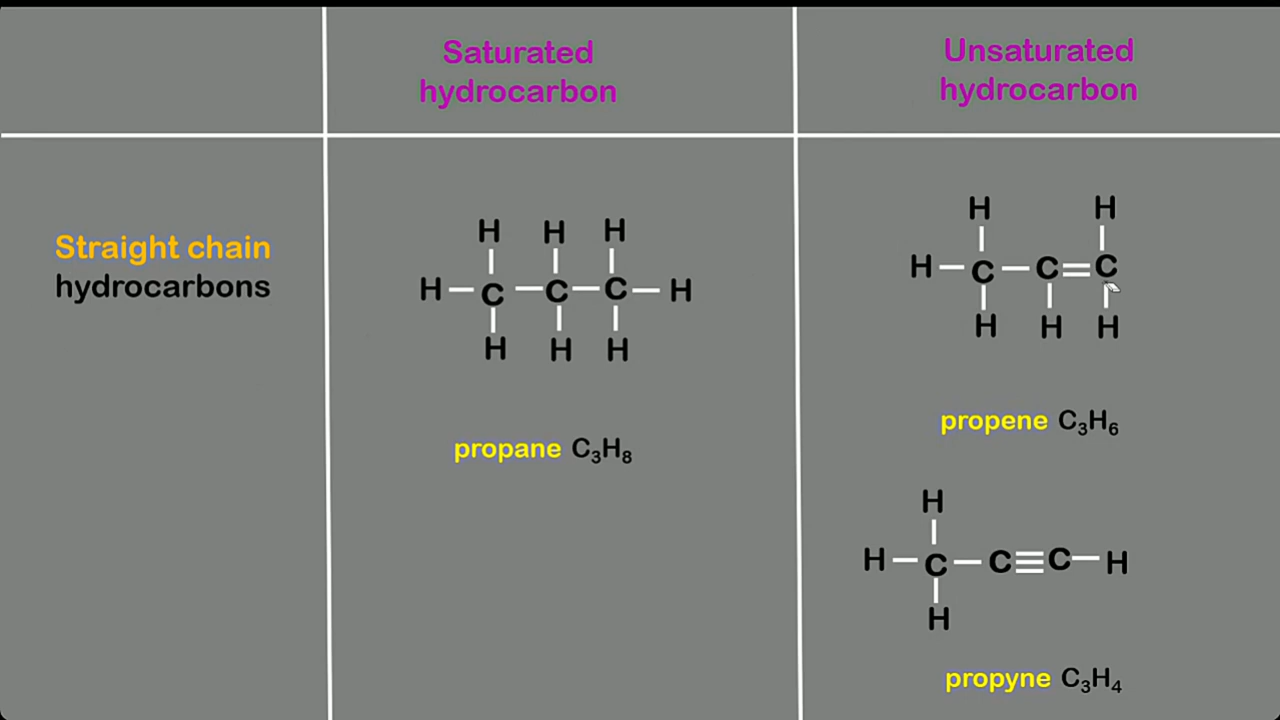 Saturated
hydrocarbon
Unsaturated
hydrocarbon
Straight chain
hydrocarbons
H H H
H C C C H
H H H
propane C₃H₈
H H
H C C C
H H H
propene C₃H₆
H
H C C C H
H
propyne C₃H₄